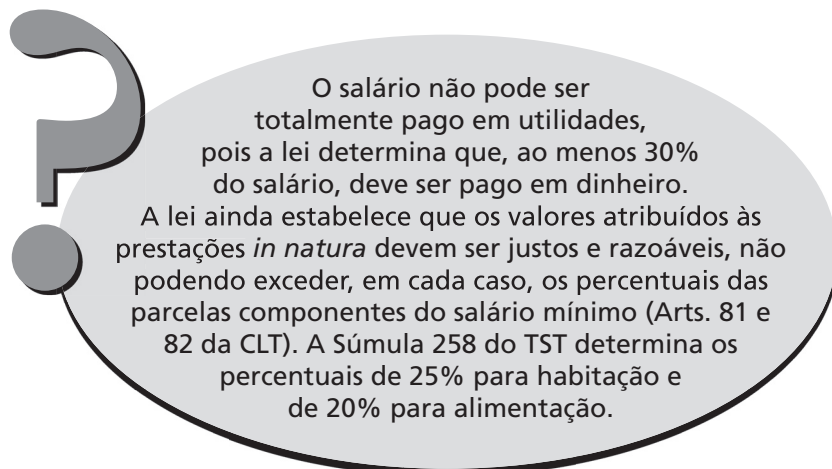 O salário não pode ser
totalmente pago em utilidades,
pois a lei determina que, ao menos 30%
do salário, deve ser pago em dinheiro.
A lei ainda estabelece que os valores atribuídos às
prestações in natura devem ser justos e razoáveis, não
podendo exceder, em cada caso, os percentuais das
parcelas componentes do salário mínimo (Arts. 81 e
82 da CLT). A Súmula 258 do TST determina os
percentuais de 25% para habitação e
de 20% para alimentação.